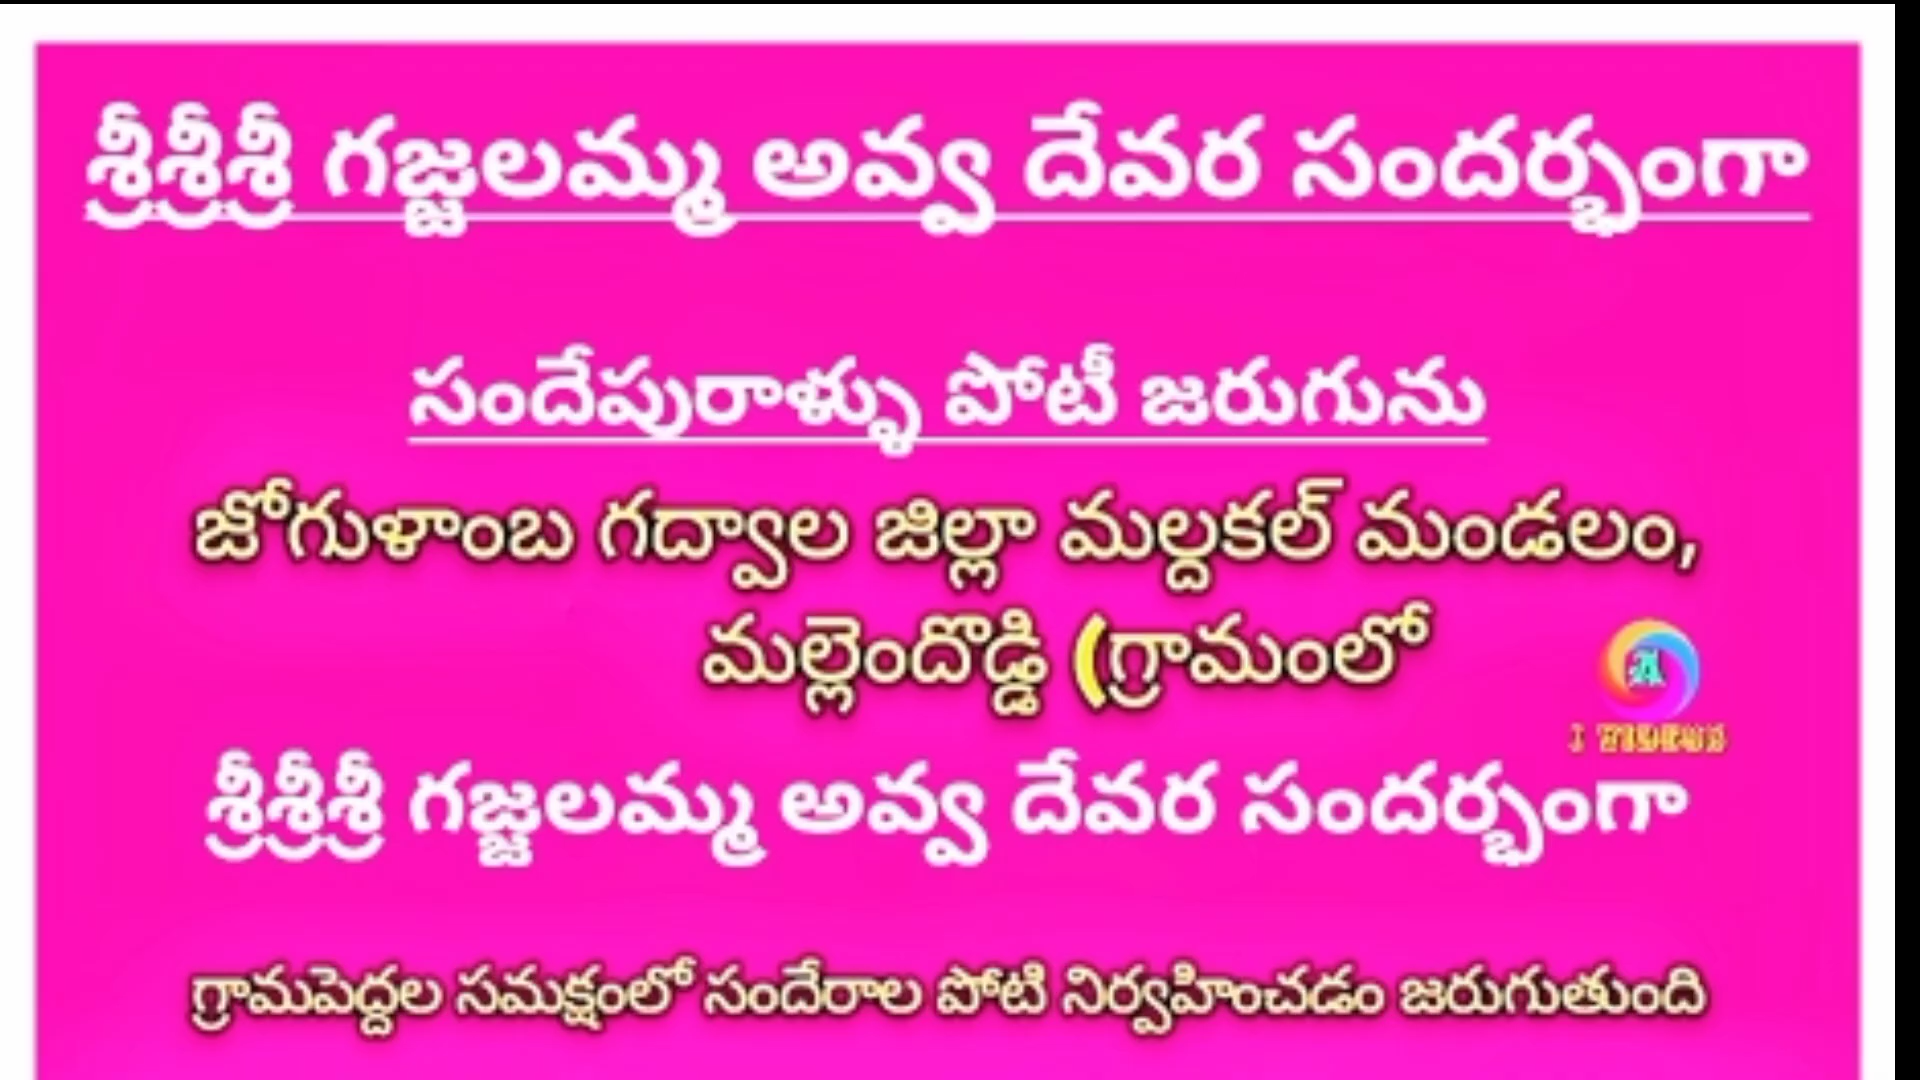 శ్రీశ్రీశ్రీ గజ్జలమ్మ అవ్వ దేవర సందర్భంగా
సందేపురాళ్ళు పోటీ జరుగును
జోగుళాంబ గద్వాల జిల్లా మల్దకల్ మండలం,
మల్లెందొడ్డి (గ్రామంలో
A
J VIDEOS
శ్రీశ్రీశ్రీ గజ్జలమ్మ అవ్వ దేవర సందర్భంగా
గ్రామపెద్దల సమక్షంలో సందేరాల పోటి నిర్వహించడం జరుగుతుంది